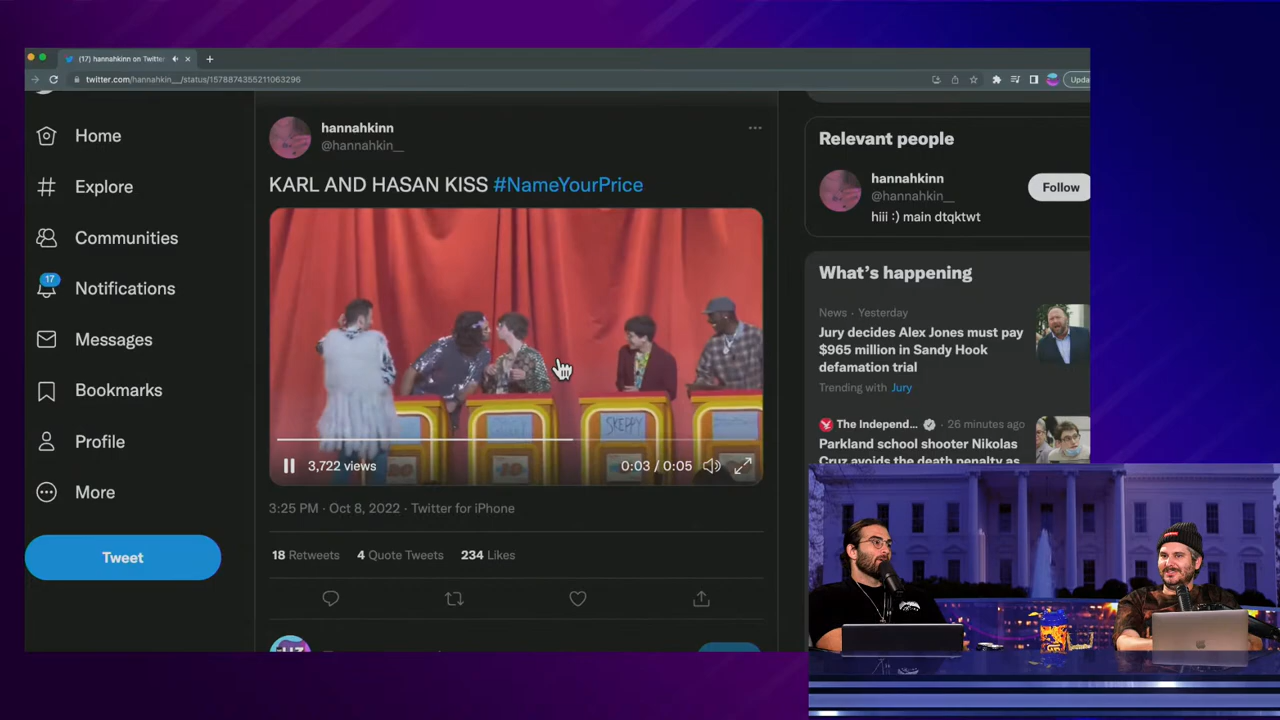 (17) hannahkinn on Twitter
twitter.com/hannahkin__/status/1578874355211063296
Upda
Home
Explore
Communities
17
Notifications
Messages
Bookmarks
Profile
More
Tweet
hannahkinn
@hannahkin__
KARL AND HASAN KISS #NameYourPrice
SKEPPY
3,722 views
0:03 / 0:05
3:25 PM · Oct 8, 2022 · Twitter for iPhone
18 Retweets 4 Quote Tweets 234 Likes
Relevant people
hannahkinn
@hannahkin__
Follow
hiii :) main dtqktwt
What's happening
News · Yesterday
Jury decides Alex Jones must pay
$965 million in Sandy Hook
defamation trial
Trending with Jury
The Independ... · 26 minutes ago
Parkland school shooter Nikolas
Cruz avoids the death penalty as